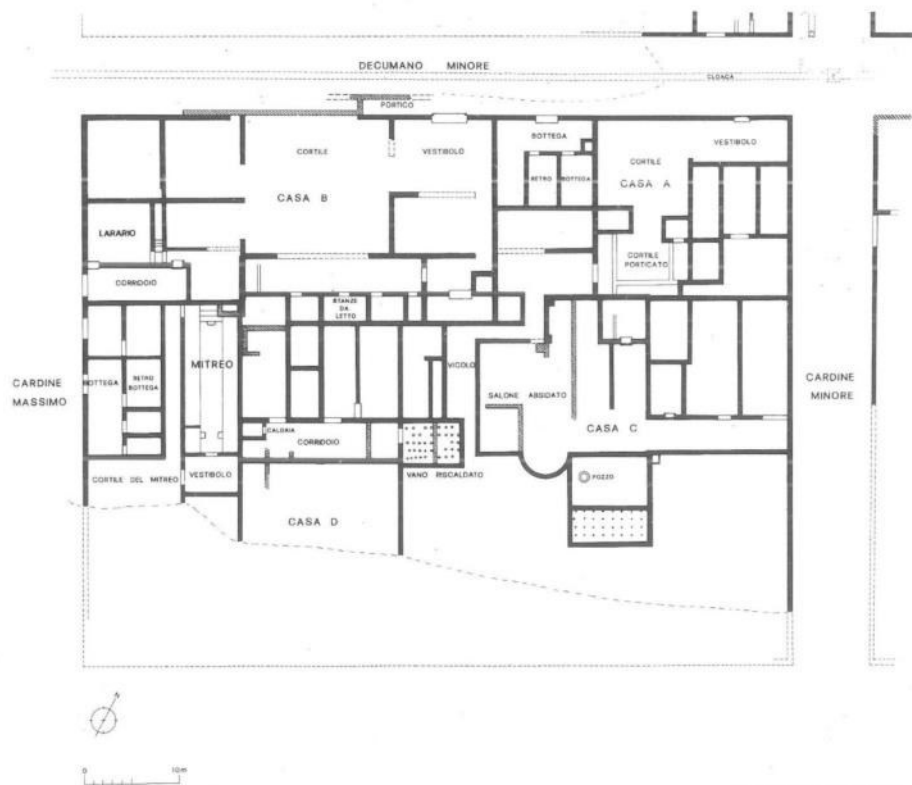 DECUMANO MINORE
CLOACA
PORTICO
BOTTEGA
CORTILE
VESTIBOLO
VESTIBOLO
CORTILE
RETRO BOTTEGA
CASA A
CASA B
LARARIO
CORTILE
PORTICATO
CORRIDOIO
STANZE
DA
LETTO
MITREO
VICOLO
CARDINE
MASSIMO
BOTTEGA
RETRO
BOTTEGA
CARDINE
MINORE
SALONE ABSIDATO
CASA C
CALDAIA
CORRIDOIO
CORTILE DEL MITREO
VESTIBOLO
VANO RISCALDATO
POZZO
CASA D
N
0 10m